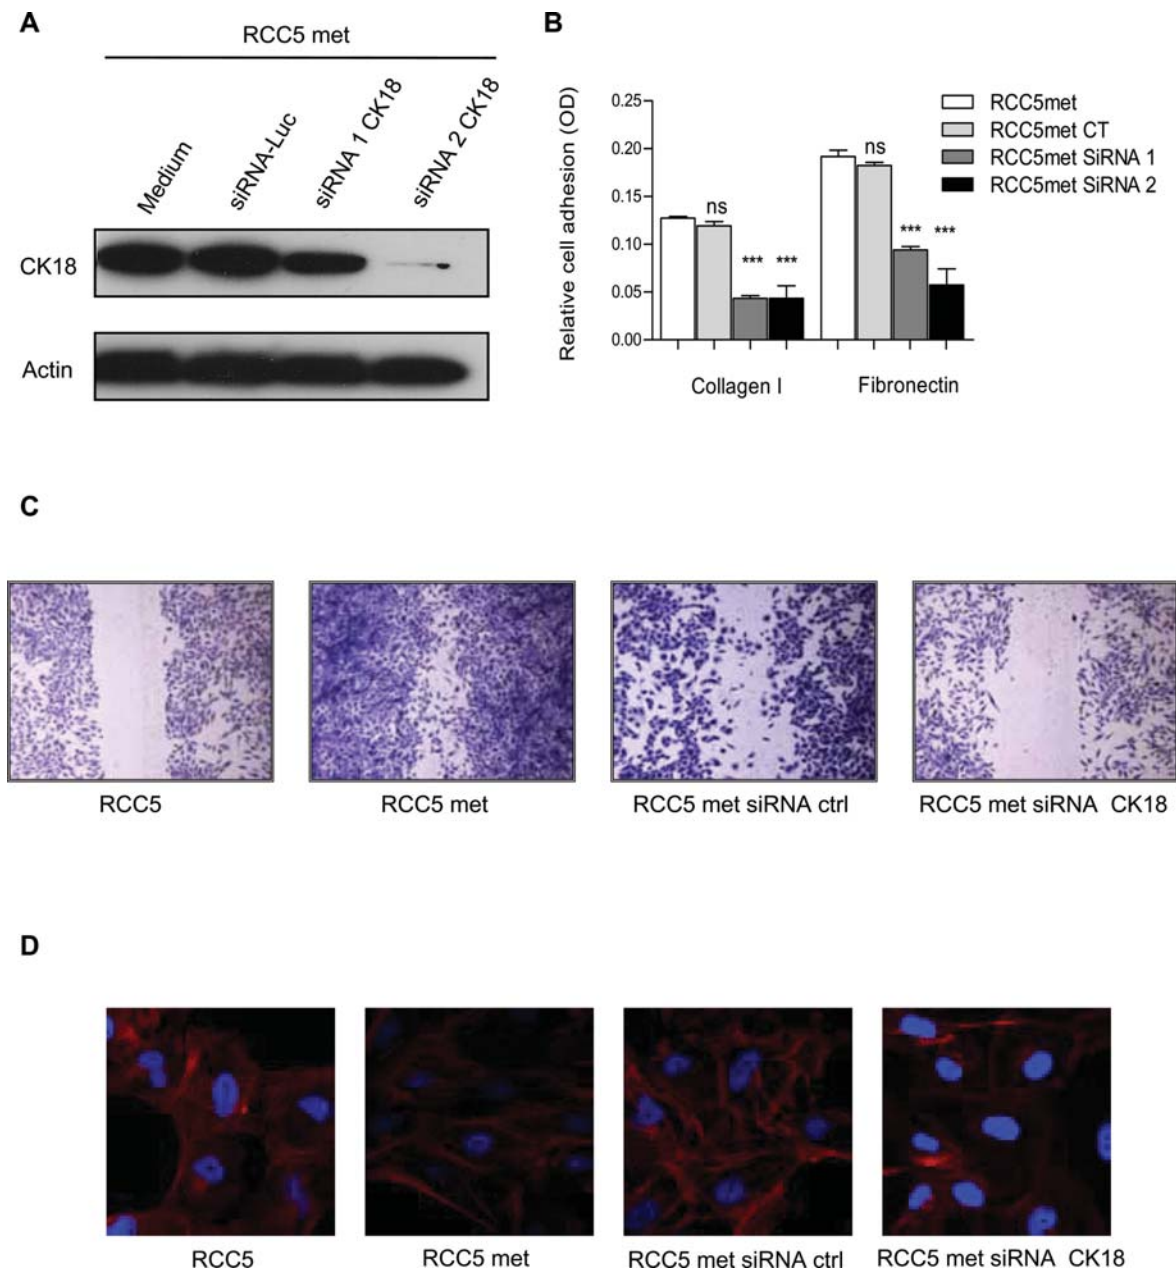 A
RCC5 met
Medium
siRNA-Luc
siRNA 1 CK18
siRNA 2 CK18
CK18
Actin
B
Relative cell adhesion (OD)
0.25
0.20
0.15
0.10
0.05
0.00
ns
*** ***
ns
*** ***
Collagen I
Fibronectin
RCC5met
RCC5met CT
RCC5met SiRNA 1
RCC5met SiRNA 2
C
RCC5
RCC5 met
RCC5 met siRNA ctrl
RCC5 met siRNA CK18
D
RCC5
RCC5 met
RCC5 met siRNA ctrl
RCC5 met siRNA CK18